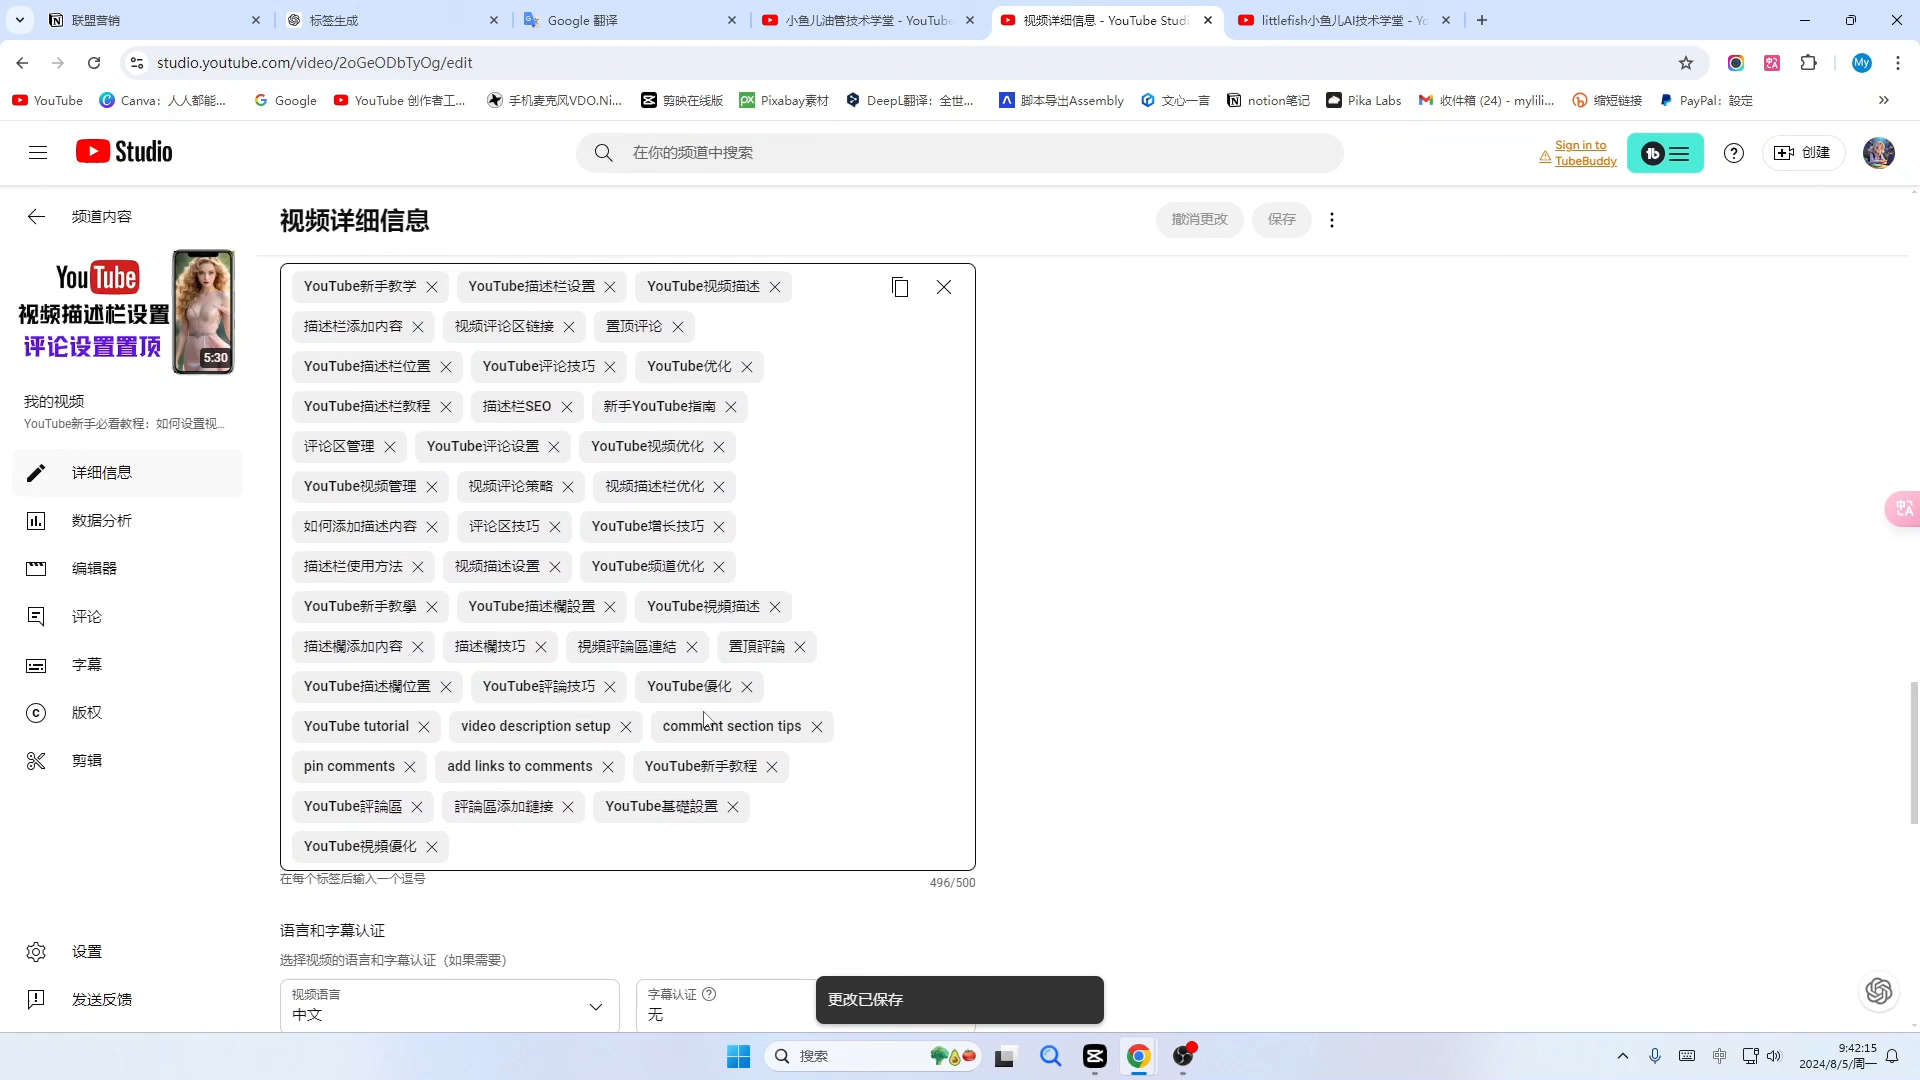 联盟营销
标签生成
Google 翻译
小鱼儿油管技术学堂 - YouTube
视频详细信息 - YouTube Studi
littlefish小鱼儿AI技术学堂 - Yo
studio.youtube.com/video/2oGeODbTyOg/edit
My
YouTube
Canva：人人都能...
Google
YouTube 创作者工...
手机麦克风VDO.Ni...
剪映在线版
Pixabay素材
DeepL翻译：全世...
脚本导出Assembly
文心一言
notion笔记
Pika Labs
收件箱 (24) - mylili...
缩短链接
PayPal：設定
Studio
在你的频道中搜索
Sign in to
TubeBuddy
创建
频道内容
视频详细信息
撤消更改
保存
YouTube
视频描述栏设置
评论设置置顶
5:30
我的视频
YouTube新手必看教程：如何设置视...
详细信息
数据分析
编辑器
评论
字幕
版权
剪辑
设置
发送反馈
YouTube新手教学 YouTube描述栏设置 YouTube视频描述
描述栏添加内容 视频评论区链接 置顶评论
YouTube描述栏位置 YouTube评论技巧 YouTube优化
YouTube描述栏教程 描述栏SEO 新手YouTube指南
评论区管理 YouTube评论设置 YouTube视频优化
YouTube视频管理 视频评论策略 视频描述栏优化
如何添加描述内容 评论区技巧 YouTube增长技巧
描述栏使用方法 视频描述设置 YouTube频道优化
YouTube新手教學 YouTube描述欄設置 YouTube視頻描述
描述欄添加内容 描述欄技巧 視頻評論區連結 置頂評論
YouTube描述欄位置 YouTube評論技巧 YouTube優化
YouTube tutorial video description setup comment section tips
pin comments add links to comments YouTube新手教程
YouTube評論區 評論區添加鏈接 YouTube基礎設置
YouTube視頻優化
在每个标签后输入一个逗号
496/500
语言和字幕认证
选择视频的语言和字幕认证（如果需要）
视频语言
中文
字幕认证
无
更改已保存
搜索
中
9:42:15
2024/8/5/周一